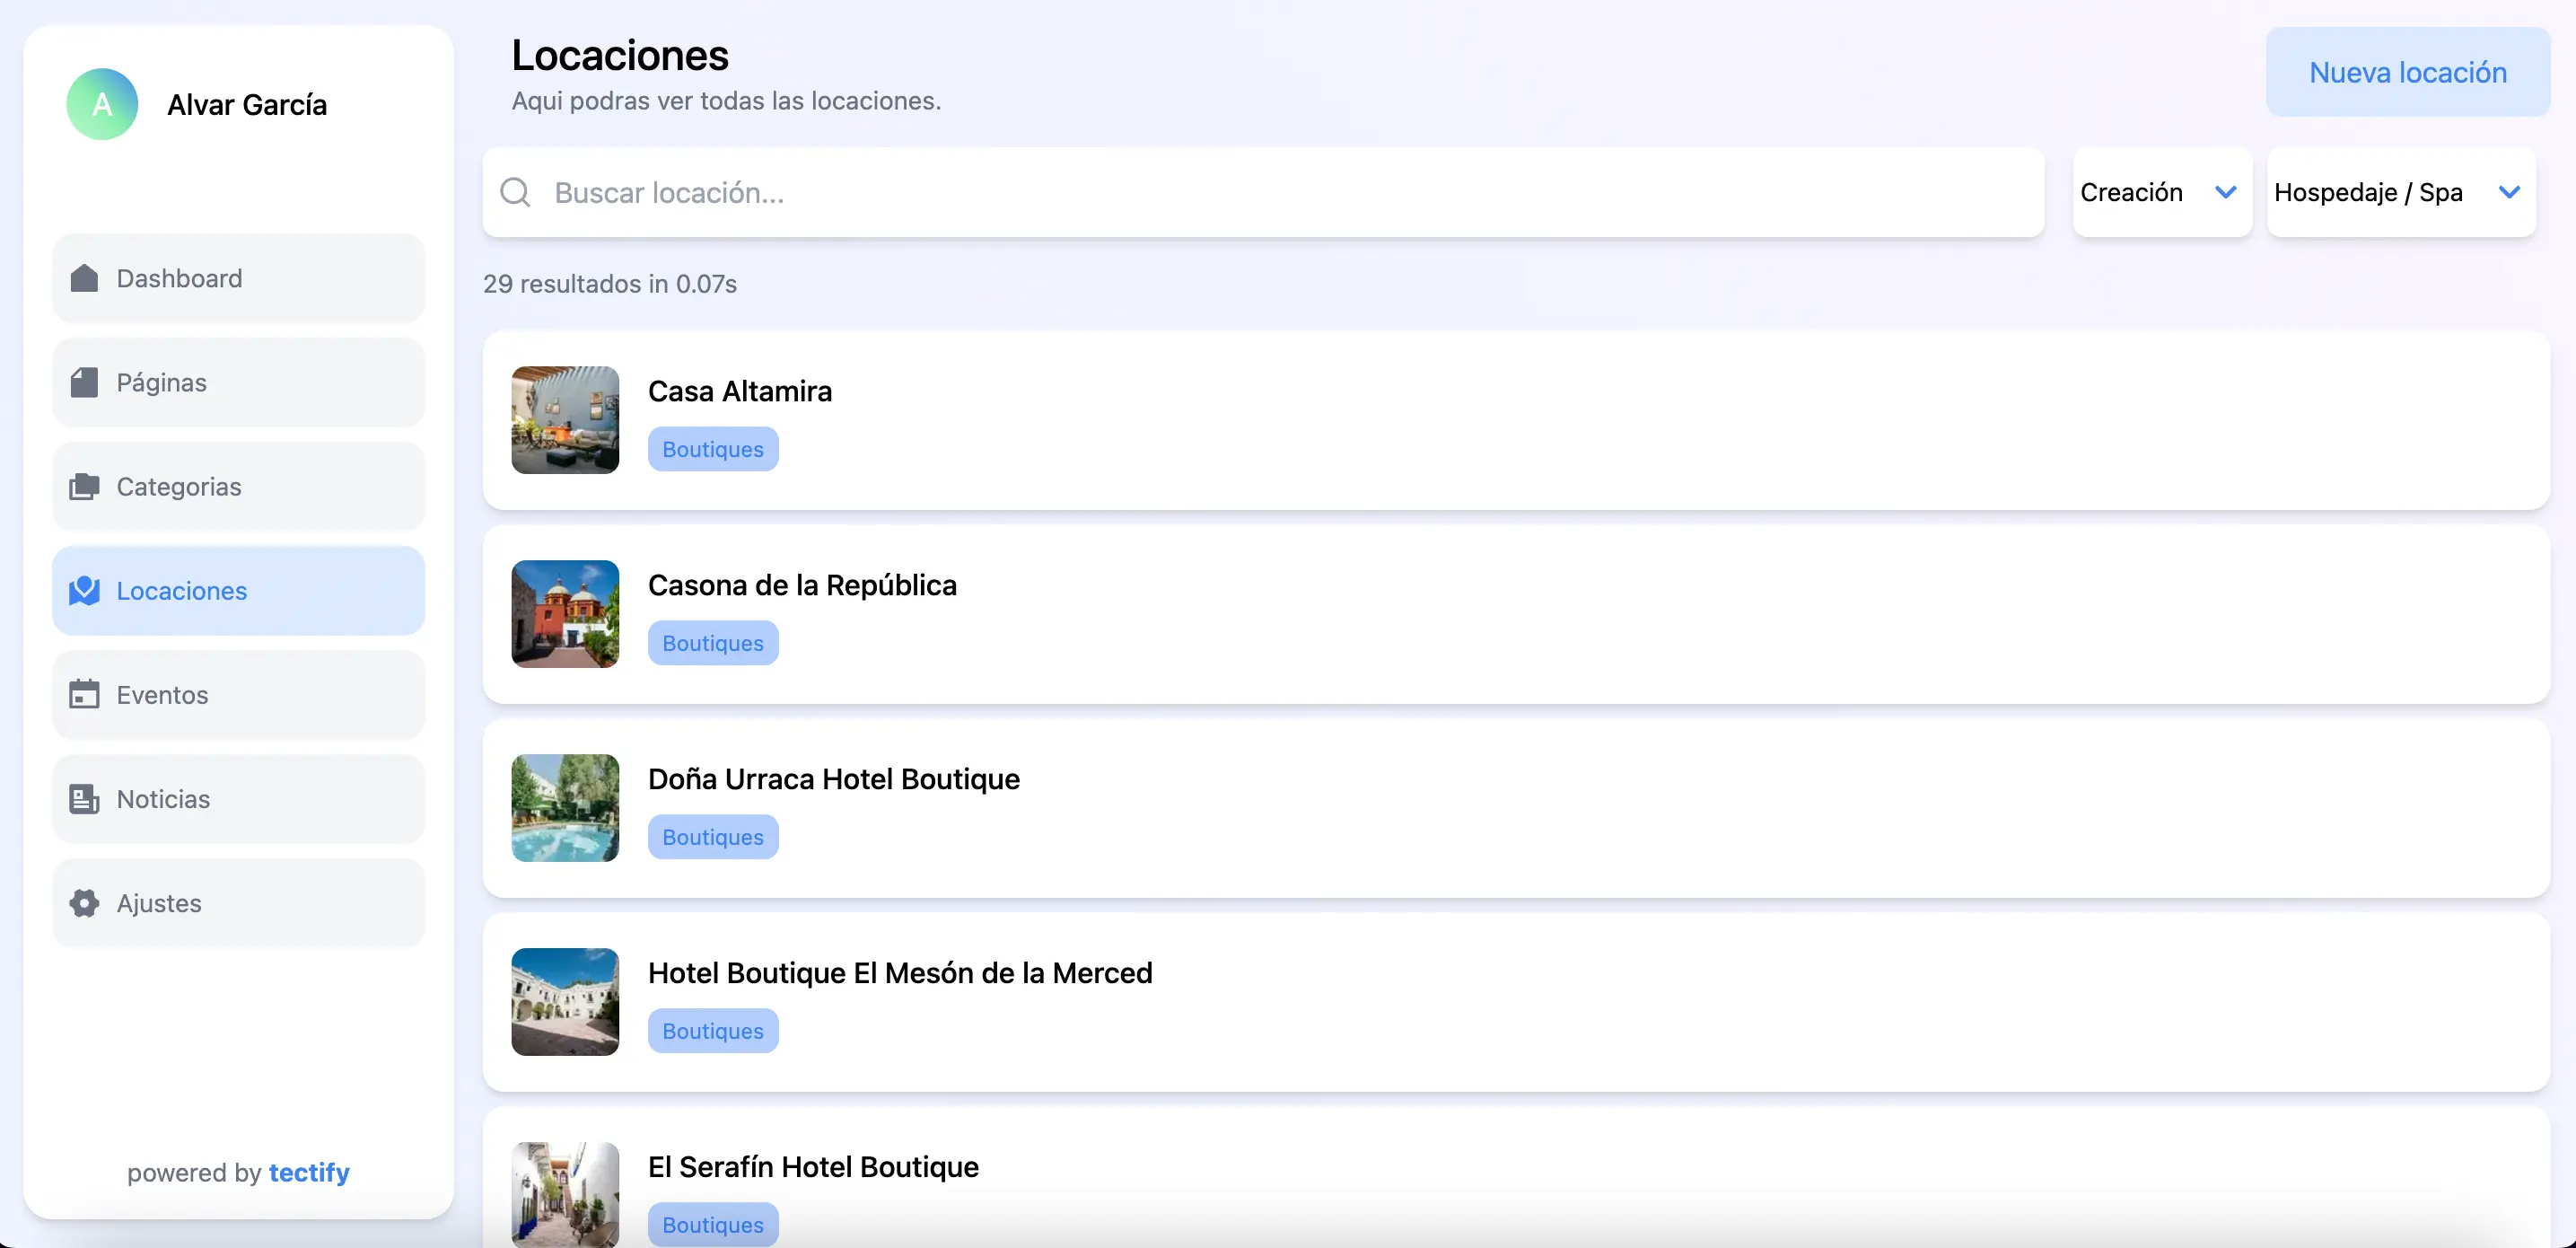 A
Alvar García
Dashboard
Páginas
Categorias
Locaciones
Eventos
Noticias
Ajustes
powered by tectify
Locaciones
Aqui podras ver todas las locaciones.
Nueva locación
Buscar locación...
Creación
Hospedaje / Spa
29 resultados in 0.07s
Casa Altamira
Boutiques
Casona de la República
Boutiques
Doña Urraca Hotel Boutique
Boutiques
Hotel Boutique El Mesón de la Merced
Boutiques
El Serafín Hotel Boutique
Boutiques